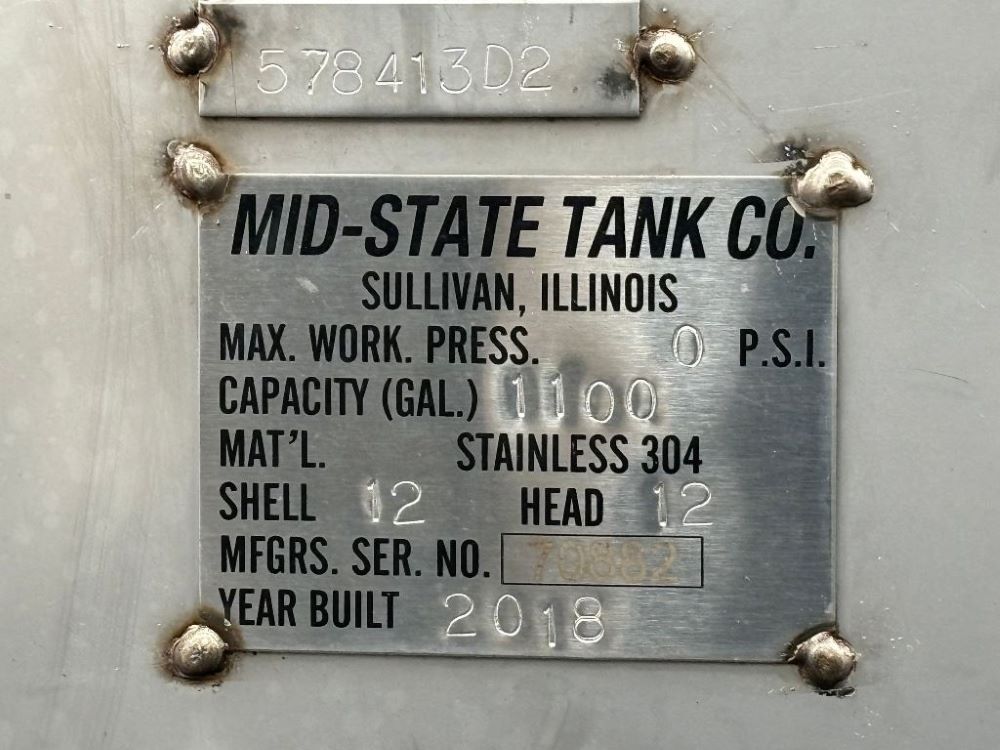 578413D2
MID-STATE TANK CO.
SULLIVAN, ILLINOIS
MAX. WORK. PRESS. 0 P.S.I.
CAPACITY (GAL.) 1100
MAT'L. STAINLESS 304
SHELL 12 HEAD 12
MFGRS. SER. NO. 70882
YEAR BUILT 2018